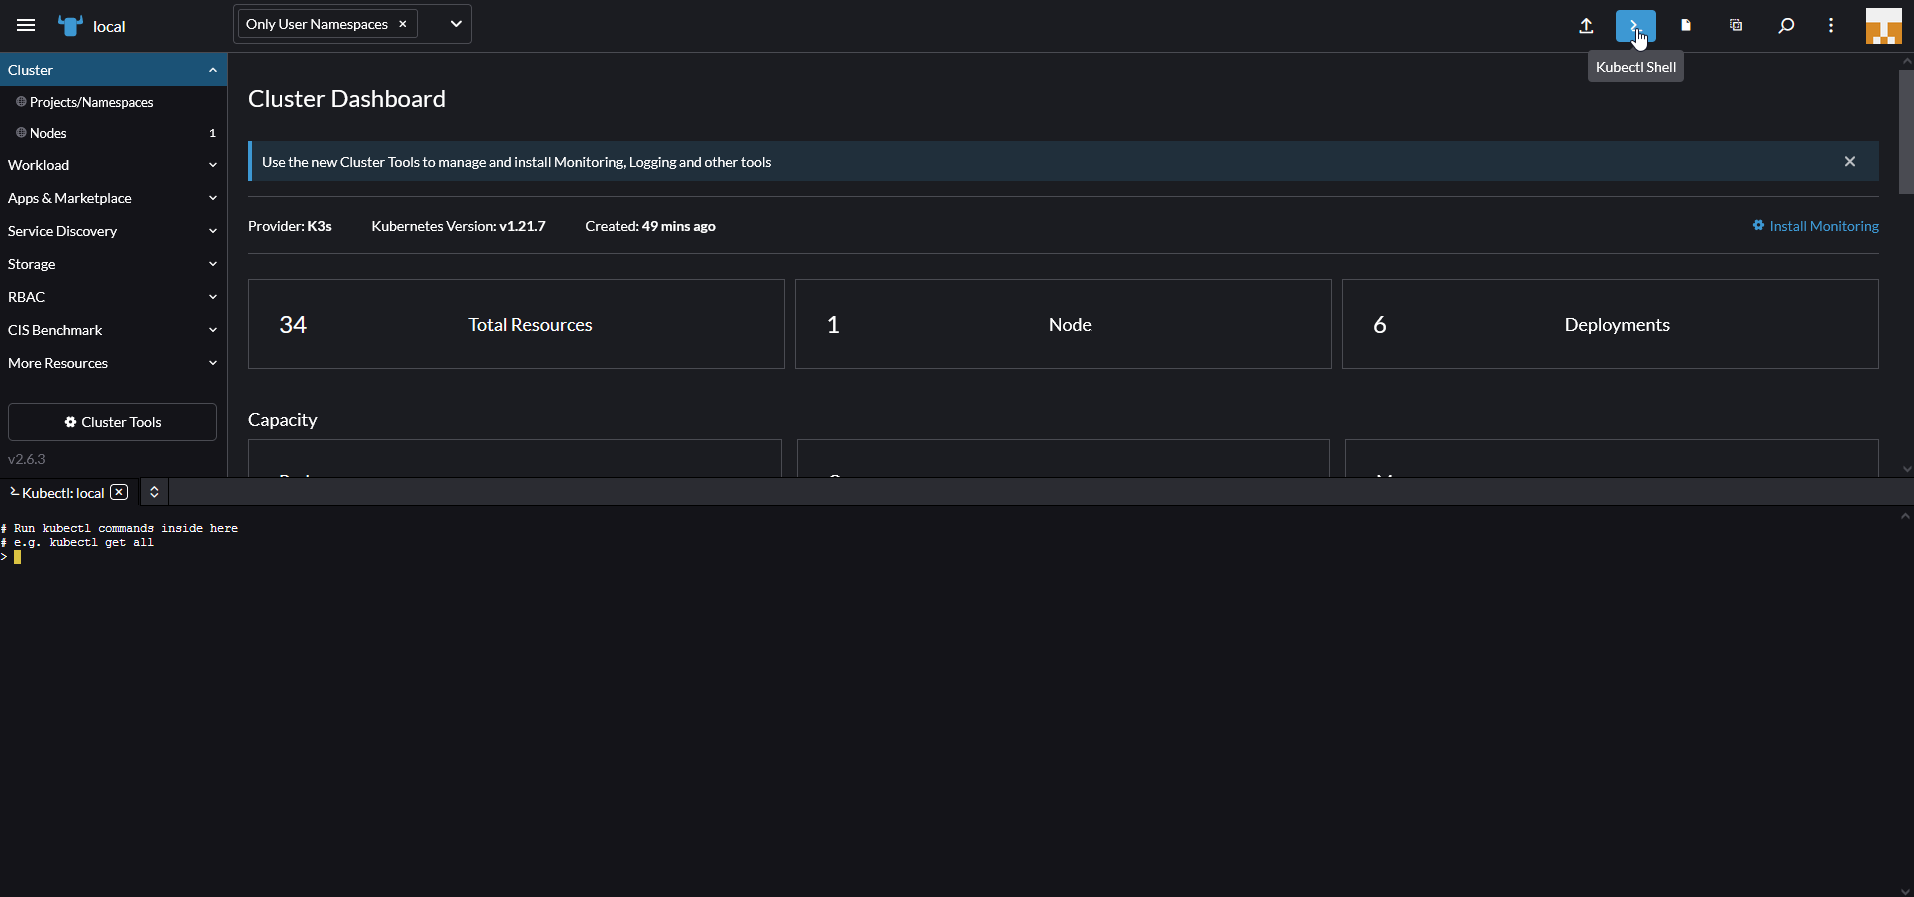 local
Only User Namespaces ×
Kubectl Shell
Cluster
Projects/Namespaces
Nodes 1
Workload
Apps & Marketplace
Service Discovery
Storage
RBAC
CIS Benchmark
More Resources
Cluster Tools
v2.6.3
Cluster Dashboard
Use the new Cluster Tools to manage and install Monitoring, Logging and other tools
Provider: K3s Kubernetes Version: v1.21.7 Created: 49 mins ago Install Monitoring
34 Total Resources
1 Node
6 Deployments
Capacity
Kubectl: local
# Run kubectl commands inside here
# e.g. kubectl get all
>